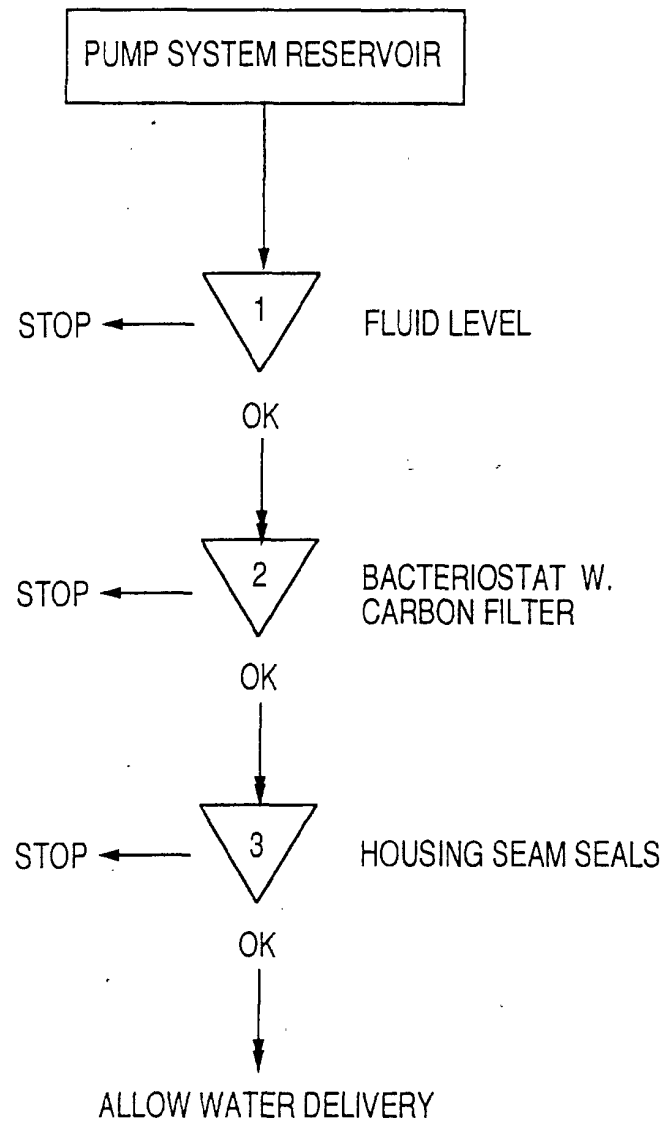 PUMP SYSTEM RESERVOIR
1
STOP
FLUID LEVEL
OK
2
STOP
BACTERIOSTAT W.
CARBON FILTER
OK
3
STOP
HOUSING SEAM SEALS
OK
ALLOW WATER DELIVERY